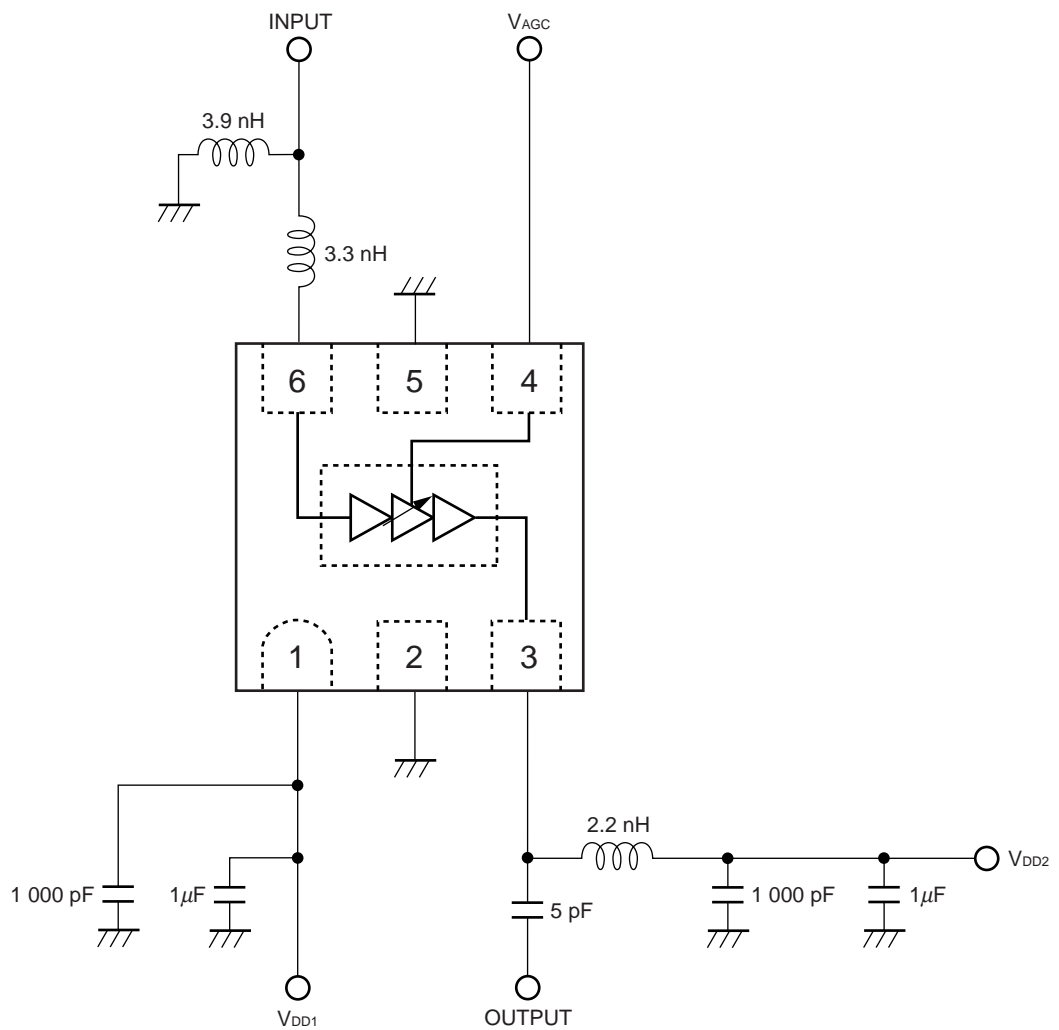 INPUT
VAGC
3.9 nH
3.3 nH
6
5
4
1
2
3
2.2 nH
VDD2
1 000 pF
1μF
5 pF
1 000 pF
1μF
VDD1
OUTPUT